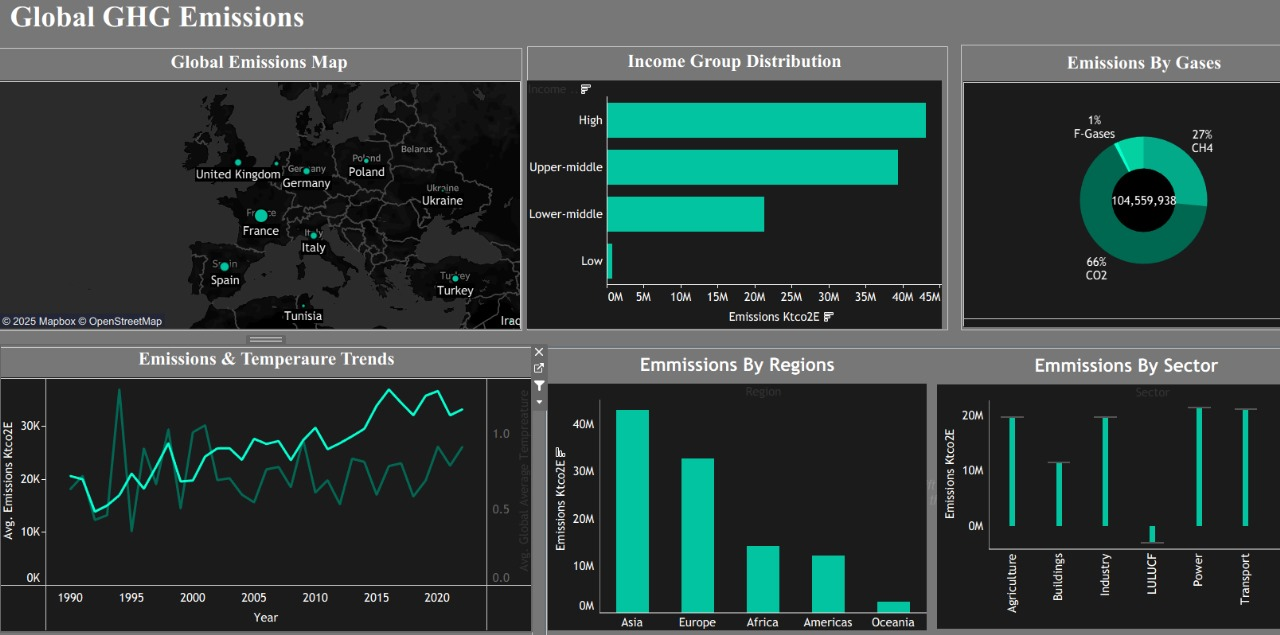 Global GHG Emissions
Global Emissions Map
Belarus
Poland
Poland
United Kingdom
Germany
Germany
Ukraine
Ukraine
France
France
Italy
Italy
Spain
Spain
Turkey
Turkey
Tunisia
Iraq
© 2025 Mapbox © OpenStreetMap
Income Group Distribution
Income ..
High
Upper-middle
Lower-middle
Low
0M 5M 10M 15M 20M 25M 30M 35M 40M 45M
Emissions Ktco2E
Emissions By Gases
1%
F-Gases
27%
CH4
104,559,938
66%
CO2
Emissions & Temperaure Trends
Avg. Emissions Ktco2E
30K
20K
10K
0K
1.0
0.5
0.0
Avg. Global Average Tempreature
1990 1995 2000 2005 2010 2015 2020
Year
Emmissions By Regions
Region
Emissions Ktco2E
40M
30M
20M
10M
0M
Asia Europe Africa Americas Oceania
Emmissions By Sector
Sector
Emissions Ktco2E
20M
10M
0M
Agriculture
Buildings
Industry
LULUCF
Power
Transport